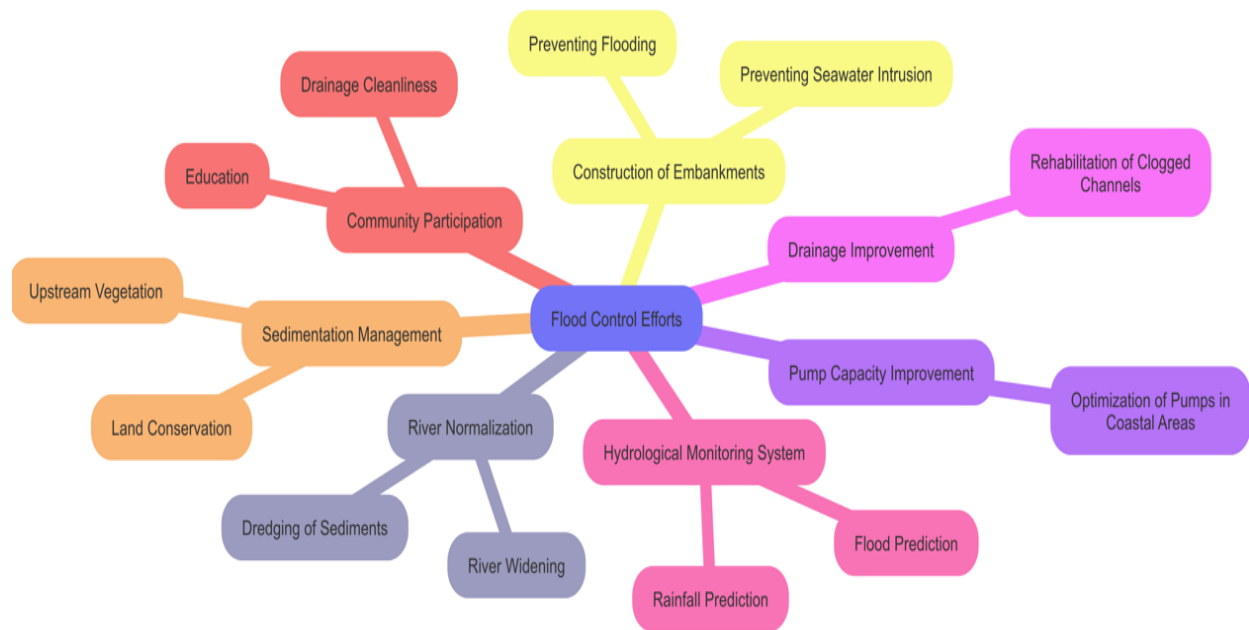 Preventing Flooding
Preventing Seawater Intrusion
Drainage Cleanliness
Construction of Embankments
Education
Community Participation
Rehabilitation of Clogged
Channels
Drainage Improvement
Upstream Vegetation
Sedimentation Management
Flood Control Efforts
Pump Capacity Improvement
Optimization of Pumps in
Coastal Areas
Land Conservation
River Normalization
Hydrological Monitoring System
Dredging of Sediments
River Widening
Flood Prediction
Rainfall Prediction